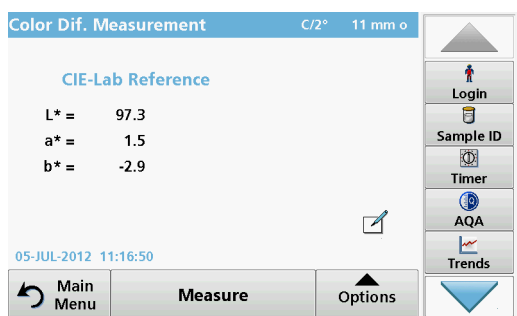 Color Dif. Measurement C/2° 11 mm o
CIE-Lab Reference
L* = 97.3
a* = 1.5
b* = -2.9
05-JUL-2012 11:16:50
Main Menu
Measure
Options
Login
Sample ID
Timer
AQA
Trends